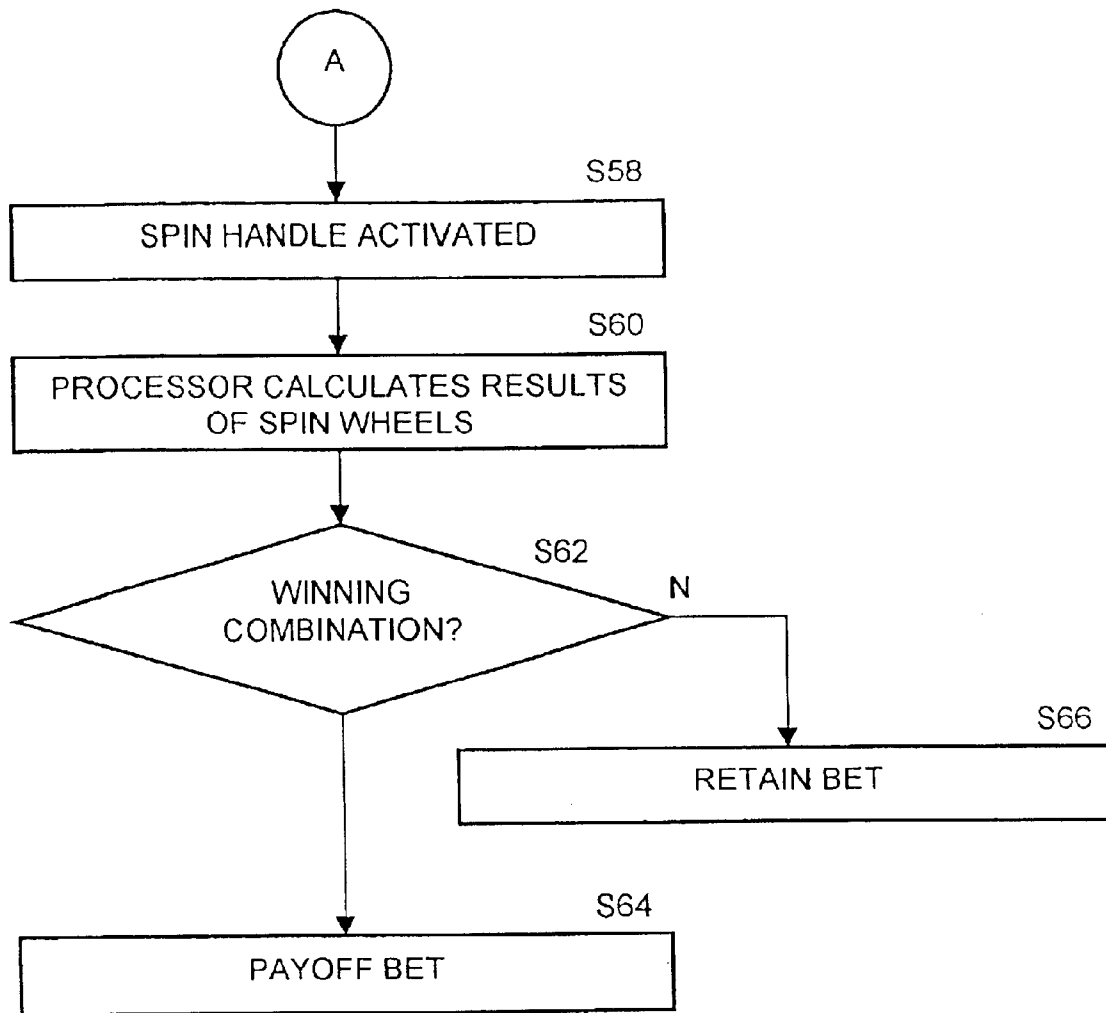 A
S58
SPIN HANDLE ACTIVATED
S60
PROCESSOR CALCULATES RESULTS
OF SPIN WHEELS
S62
WINNING
COMBINATION?
N
S66
RETAIN BET
S64
PAYOFF BET